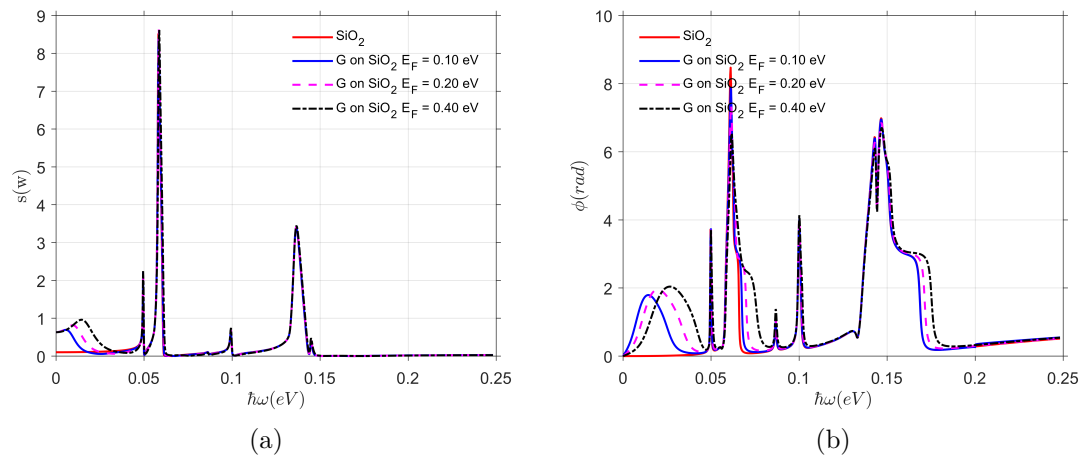 9
8
7
6
5
4
3
2
1
0
s(w)
SiO2
G on SiO2 EF = 0.10 eV
G on SiO2 EF = 0.20 eV
G on SiO2 EF = 0.40 eV
0 0.05 0.1 0.15 0.2 0.25
ħω(eV)
(a)
10
8
6
4
2
0
ϕ(rad)
SiO2
G on SiO2 EF = 0.10 eV
G on SiO2 EF = 0.20 eV
G on SiO2 EF = 0.40 eV
0 0.05 0.1 0.15 0.2 0.25
ħω(eV)
(b)